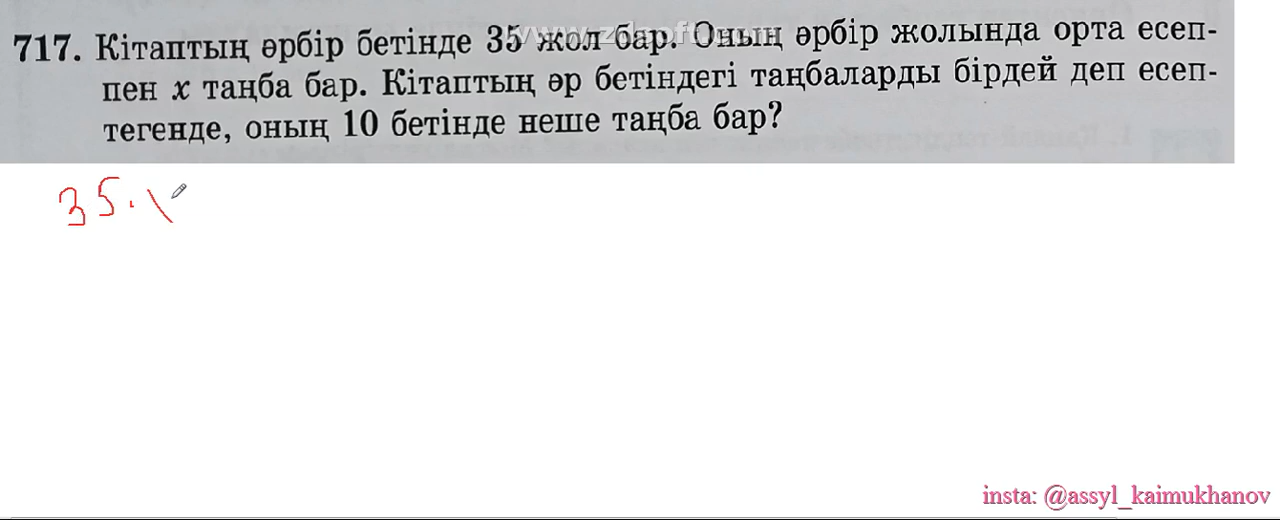 717. Кітаптың әрбір бетінде 35 жол бар. Оның әрбір жолында орта есеп-
пен x таңба бар. Кітаптың әр бетіндегі таңбаларды бірдей деп есеп-
тегенде, оның 10 бетінде неше таңба бар?
35 ·
insta: @assyl_kaimukhanov